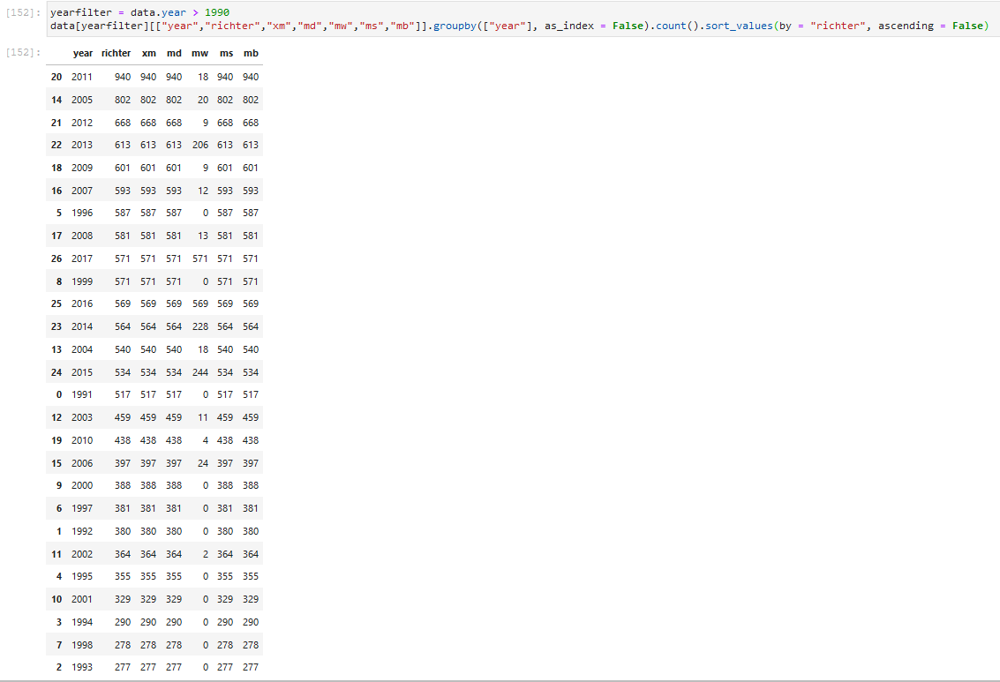 [152]: yearfilter = data.year > 1990
data[yearfilter][["year","richter","xm","md","mw","ms","mb"]].groupby(["year"], as_index = False).count().sort_values(by = "richter", ascending = False)
[152]: year richter xm md mw ms mb
20 2011 940 940 940 18 940 940
14 2005 802 802 802 20 802 802
21 2012 668 668 668 9 668 668
22 2013 613 613 613 206 613 613
18 2009 601 601 601 9 601 601
16 2007 593 593 593 12 593 593
5 1996 587 587 587 0 587 587
17 2008 581 581 581 13 581 581
26 2017 571 571 571 571 571 571
8 1999 571 571 571 0 571 571
25 2016 569 569 569 569 569 569
23 2014 564 564 564 228 564 564
13 2004 540 540 540 18 540 540
24 2015 534 534 534 244 534 534
0 1991 517 517 517 0 517 517
12 2003 459 459 459 11 459 459
19 2010 438 438 438 4 438 438
15 2006 397 397 397 24 397 397
9 2000 388 388 388 0 388 388
6 1997 381 381 381 0 381 381
1 1992 380 380 380 0 380 380
11 2002 364 364 364 2 364 364
4 1995 355 355 355 0 355 355
10 2001 329 329 329 0 329 329
3 1994 290 290 290 0 290 290
7 1998 278 278 278 0 278 278
2 1993 277 277 277 0 277 277